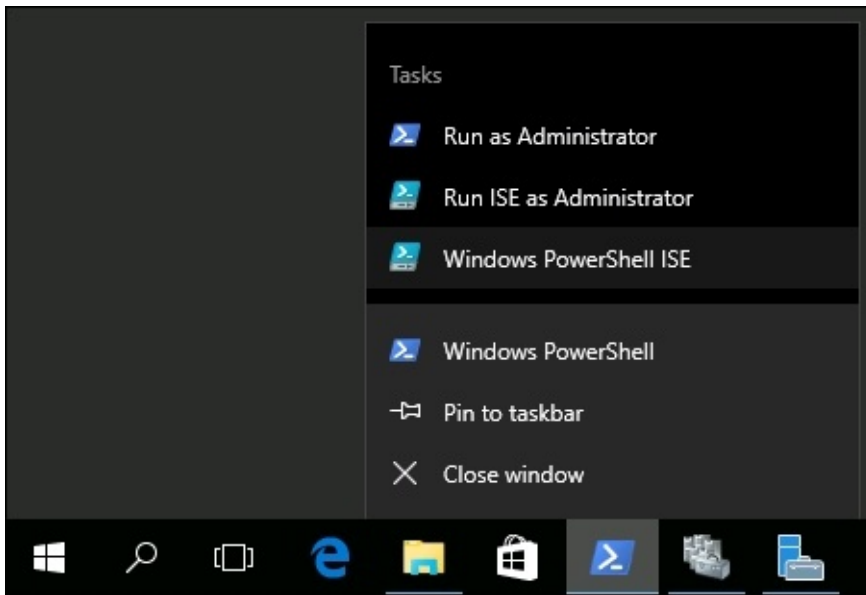 Tasks
Run as Administrator
Run ISE as Administrator
Windows PowerShell ISE
Windows PowerShell
Pin to taskbar
Close window